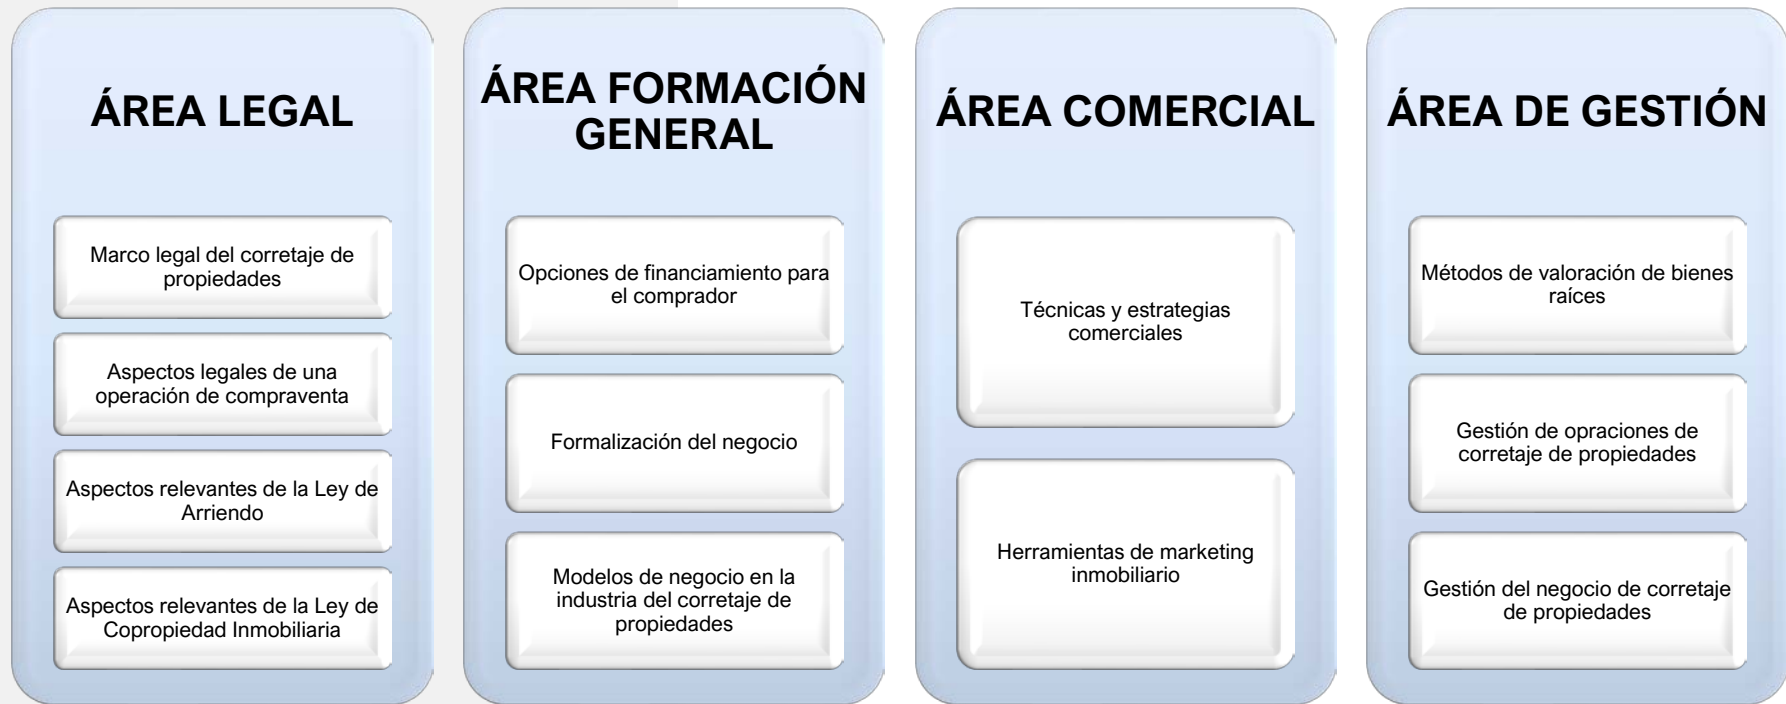 ÁREA LEGAL
Marco legal del corretaje de
propiedades
Aspectos legales de una
operación de compraventa
Aspectos relevantes de la Ley de
Arriendo
Aspectos relevantes de la Ley de
Copropiedad Inmobiliaria
ÁREA FORMACIÓN
GENERAL
Opciones de financiamiento para
el comprador
Formalización del negocio
Modelos de negocio en la
industria del corretaje de
propiedades
ÁREA COMERCIAL
Técnicas y estrategias
comerciales
Herramientas de marketing
inmobiliario
ÁREA DE GESTIÓN
Métodos de valoración de bienes
raíces
Gestión de opraciones de
corretaje de propiedades
Gestión del negocio de corretaje
de propiedades